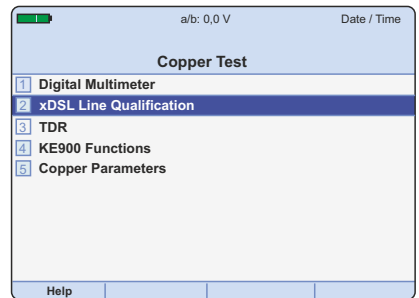 a/b: 0,0 V Date / Time
Copper Test
1 Digital Multimeter
2 xDSL Line Qualification
3 TDR
4 KE900 Functions
5 Copper Parameters
Help